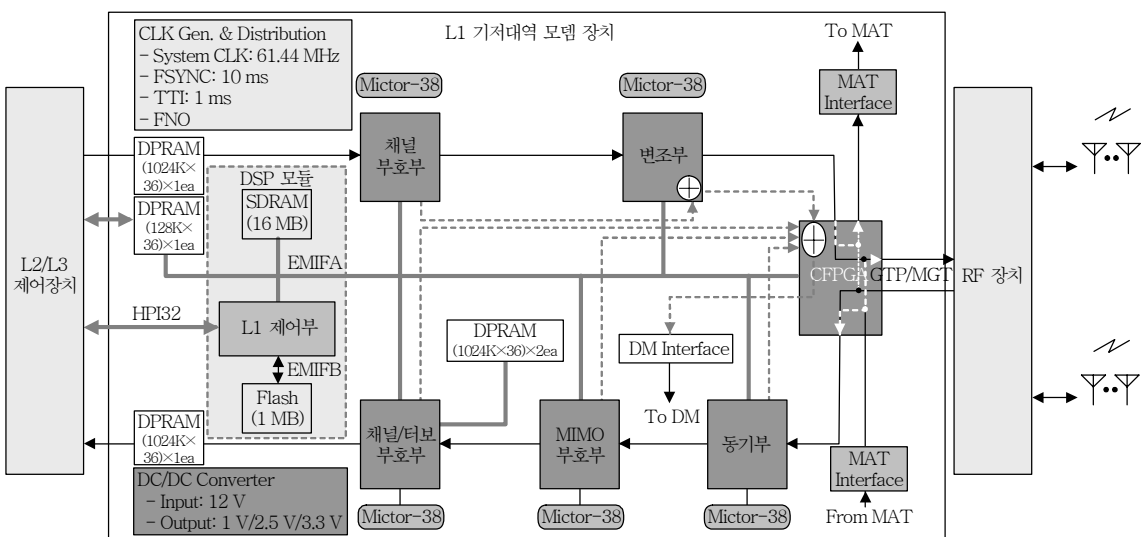 L1 기저대역 모뎀 장치
CLK Gen. & Distribution
- System CLK: 61.44 MHz
- FSYNC: 10 ms
- TTI: 1 ms
- FNO
To MAT
MAT
Interface
Mictor-38
Mictor-38
채널
부호부
변조부
DPRAM
(1024K×
36)×1ea
DPRAM
(128K×
36)×1ea
DSP 모듈
SDRAM
(16 MB)
L2/L3
제어장치
EMIFA
HPI32
L1 제어부
EMIFB
Flash
(1 MB)
DPRAM
(1024K×36)×2ea
DM Interface
To DM
CFPGA
GTP/MGT
RF 장치
DPRAM
(1024K×
36)×1ea
채널/터보
부호부
MIMO
부호부
동기부
MAT
Interface
From MAT
DC/DC Converter
- Input: 12 V
- Output: 1 V/2.5 V/3.3 V
Mictor-38
Mictor-38
Mictor-38